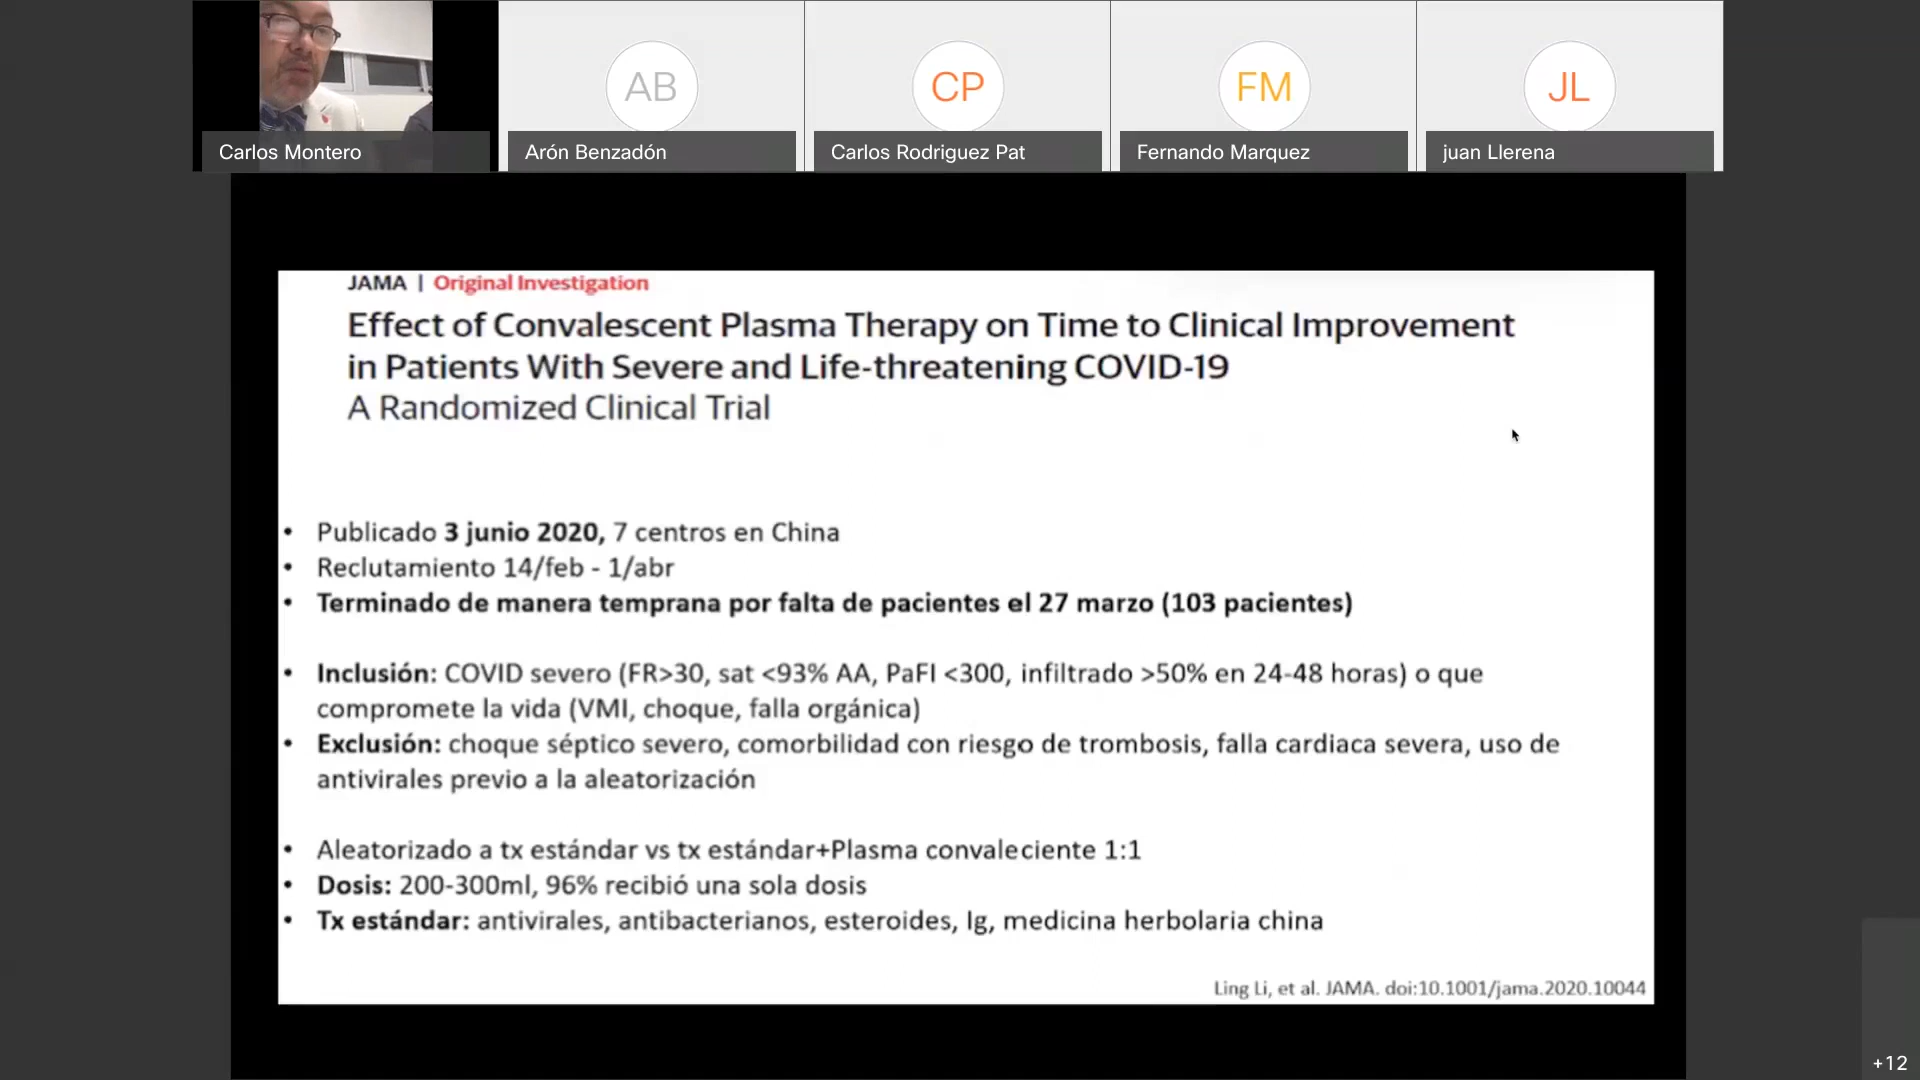 AB
CP
FM
JL
Carlos Montero
Arón Benzadón
Carlos Rodriguez Pat
Fernando Marquez
juan Llerena
JAMA | Original Investigation
Effect of Convalescent Plasma Therapy on Time to Clinical Improvement
in Patients With Severe and Life-threatening COVID-19
A Randomized Clinical Trial
• Publicado 3 junio 2020, 7 centros en China
• Reclutamiento 14/feb - 1/abr
• Terminado de manera temprana por falta de pacientes el 27 marzo (103 pacientes)
• Inclusión: COVID severo (FR>30, sat <93% AA, PaFI <300, infiltrado >50% en 24-48 horas) o que
compromete la vida (VMI, choque, falla orgánica)
• Exclusión: choque séptico severo, comorbilidad con riesgo de trombosis, falla cardiaca severa, uso de
antivirales previo a la aleatorización
• Aleatorizado a tx estándar vs tx estándar+Plasma convaleciente 1:1
• Dosis: 200-300ml, 96% recibió una sola dosis
• Tx estándar: antivirales, antibacterianos, esteroides, Ig, medicina herbolaria china
Ling Li, et al. JAMA. doi:10.1001/jama.2020.10044
+12